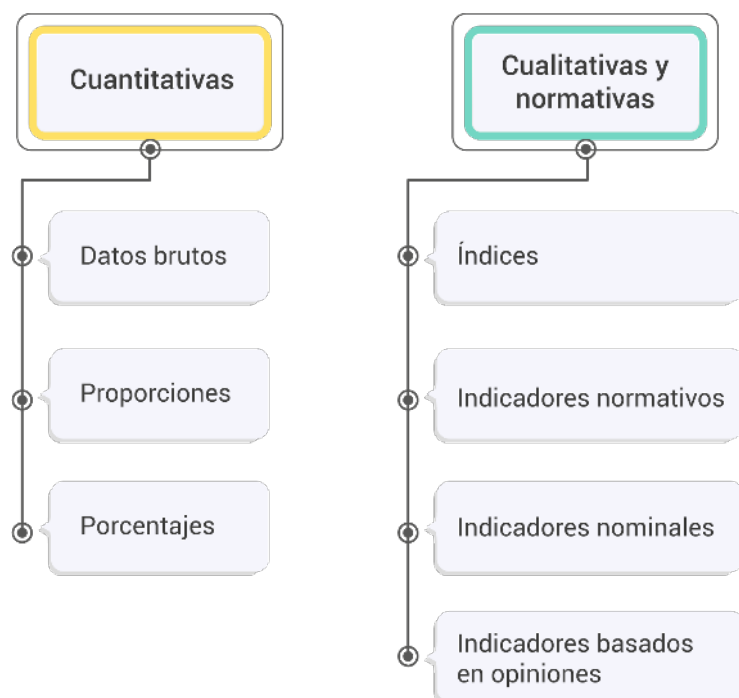 Cuantitativas
Datos brutos
Proporciones
Porcentajes
Cualitativas y
normativas
Índices
Indicadores normativos
Indicadores nominales
Indicadores basados
en opiniones